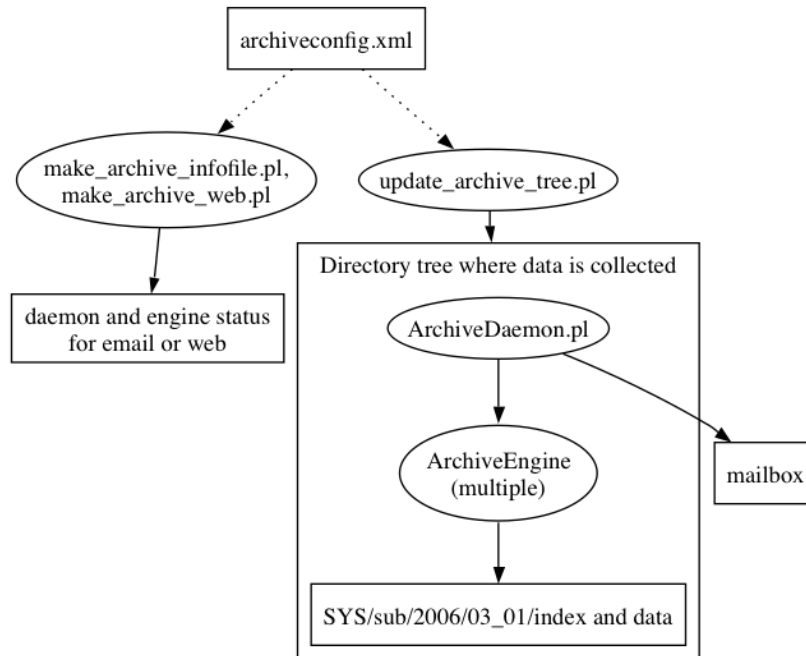 archiveconfig.xml
make_archive_infofile.pl,
make_archive_web.pl
update_archive_tree.pl
Directory tree where data is collected
daemon and engine status
for email or web
ArchiveDaemon.pl
ArchiveEngine
(multiple)
mailbox
SYS/sub/2006/03_01/index and data